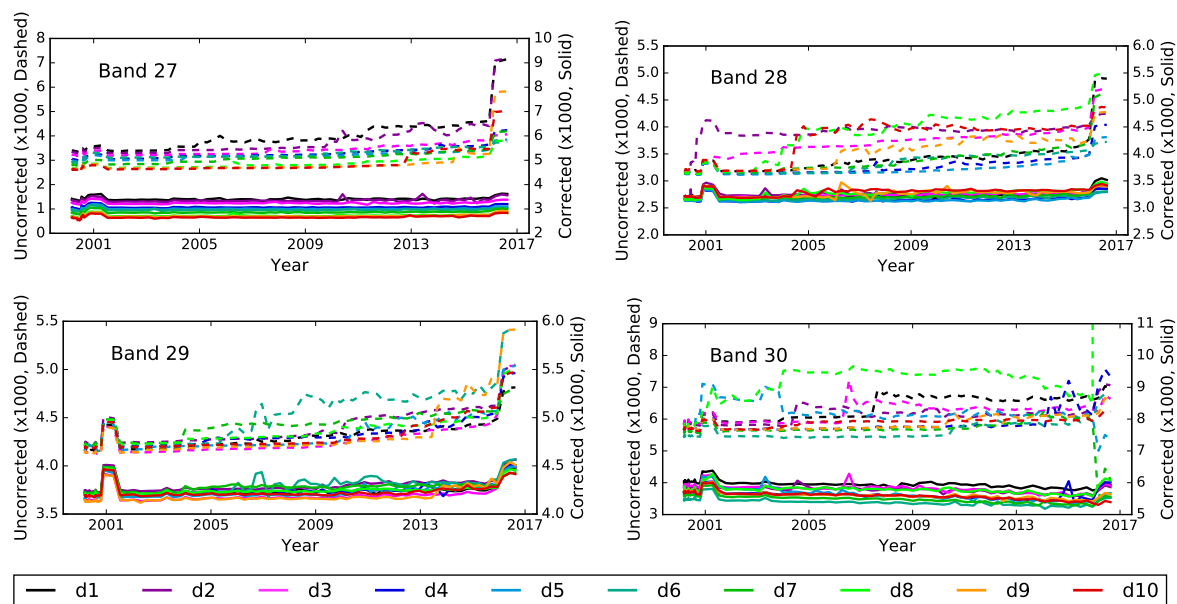 Uncorrected (x1000, Dashed)
8
7
6
5
4
3
2
1
0
Band 27
10
9
8
7
6
5
4
3
2
Corrected (x1000, Solid)
2001 2005 2009 2013 2017
Year
Uncorrected (x1000, Dashed)
5.5
5.0
4.5
4.0
3.5
3.0
2.5
2.0
Band 28
6.0
5.5
5.0
4.5
4.0
3.5
3.0
2.5
Corrected (x1000, Solid)
2001 2005 2009 2013 2017
Year
Uncorrected (x1000, Dashed)
5.5
5.0
4.5
4.0
3.5
Band 29
6.0
5.5
5.0
4.5
4.0
Corrected (x1000, Solid)
2001 2005 2009 2013 2017
Year
Uncorrected (x1000, Dashed)
9
8
7
6
5
4
3
Band 30
11
10
9
8
7
6
5
Corrected (x1000, Solid)
2001 2005 2009 2013 2017
Year
d1 d2 d3 d4 d5 d6 d7 d8 d9 d10